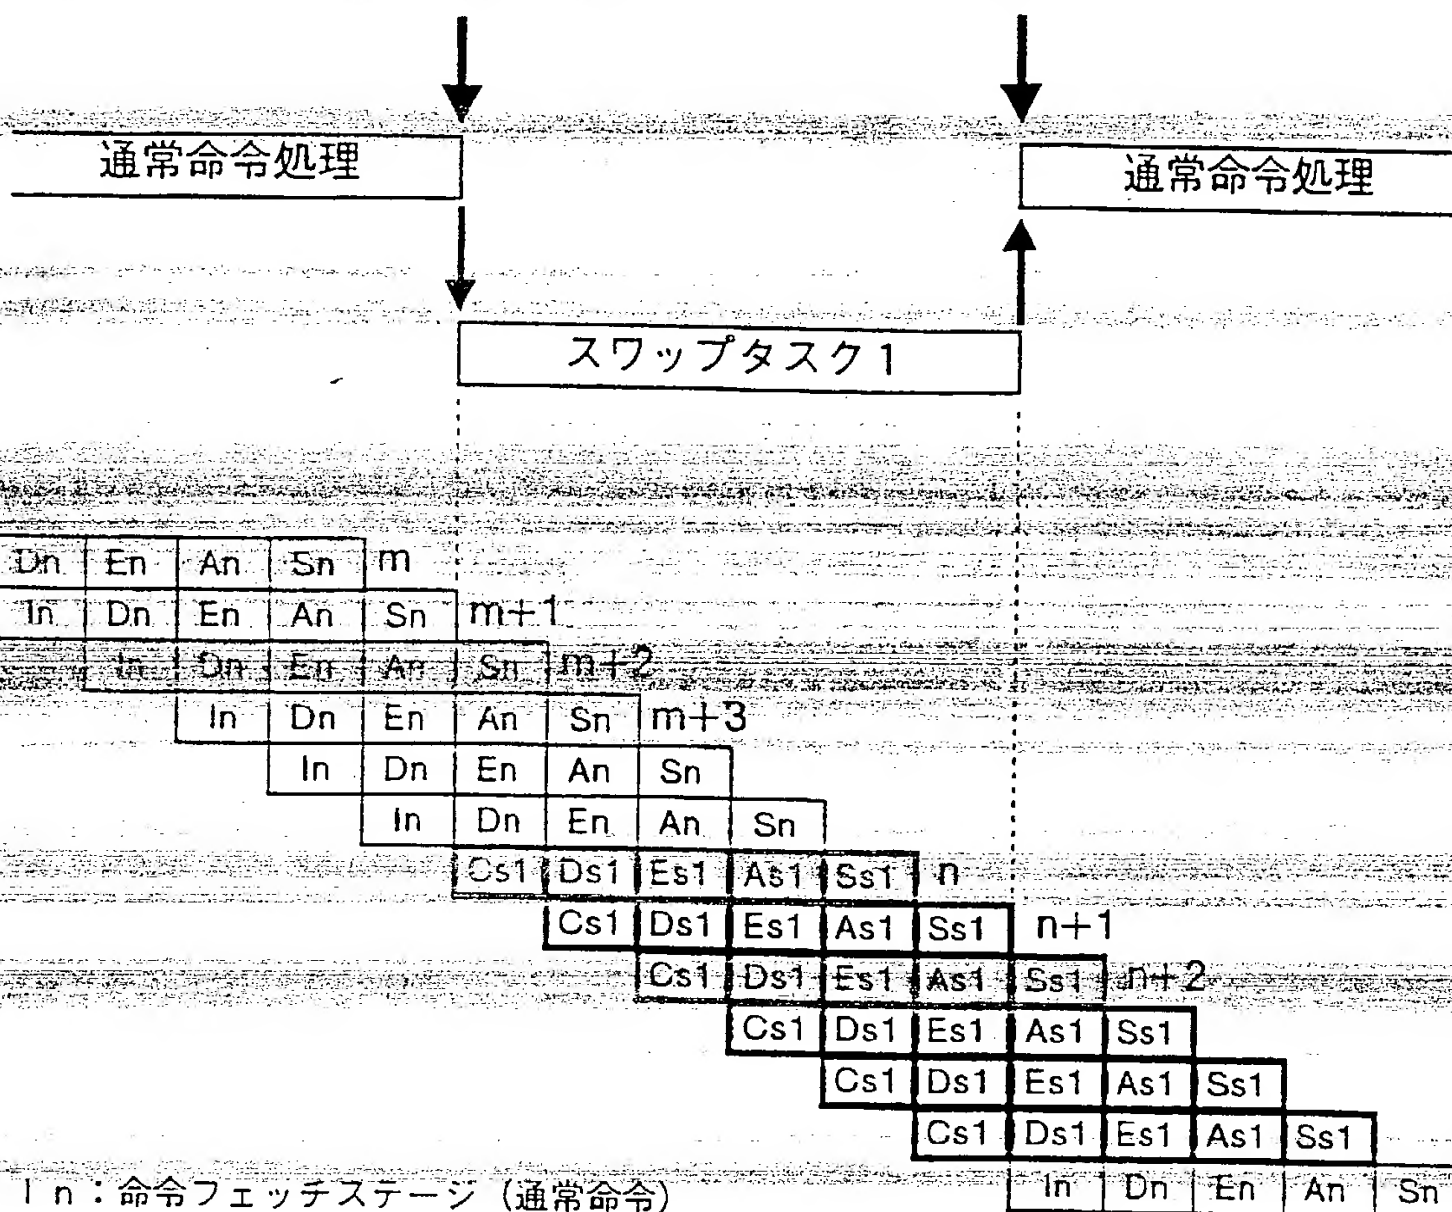 通常命令処理
通常命令処理
スワップタスク1
Dn En An Sn m
In Dn En An Sn m+1
In Dn En An Sn m+2
In Dn En An Sn m+3
In Dn En An Sn
In Dn En An Sn
Cs1 Ds1 Es1 As1 Ss1 n
Cs1 Ds1 Es1 As1 Ss1 n+1
Cs1 Ds1 Es1 As1 Ss1 n+2
Cs1 Ds1 Es1 As1 Ss1
Cs1 Ds1 Es1 As1 Ss1
Cs1 Ds1 Es1 As1 Ss1
In Dn En An Sn
In:命令フェッチステージ(通常命令)